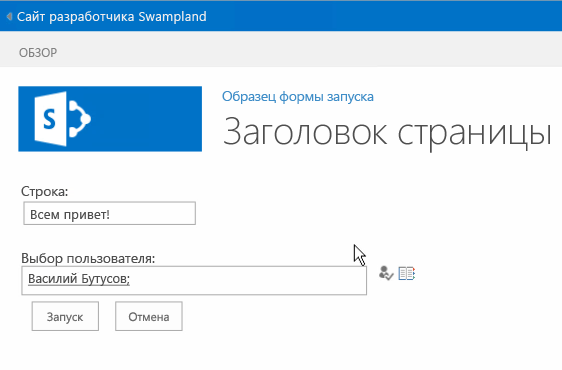 Сайт разработчика Swampland
ОБЗОР
S
Образец формы запуска
Заголовок страницы
Строка:
Всем привет!
Выбор пользователя:
Василий Бутусов;
Запуск Отмена